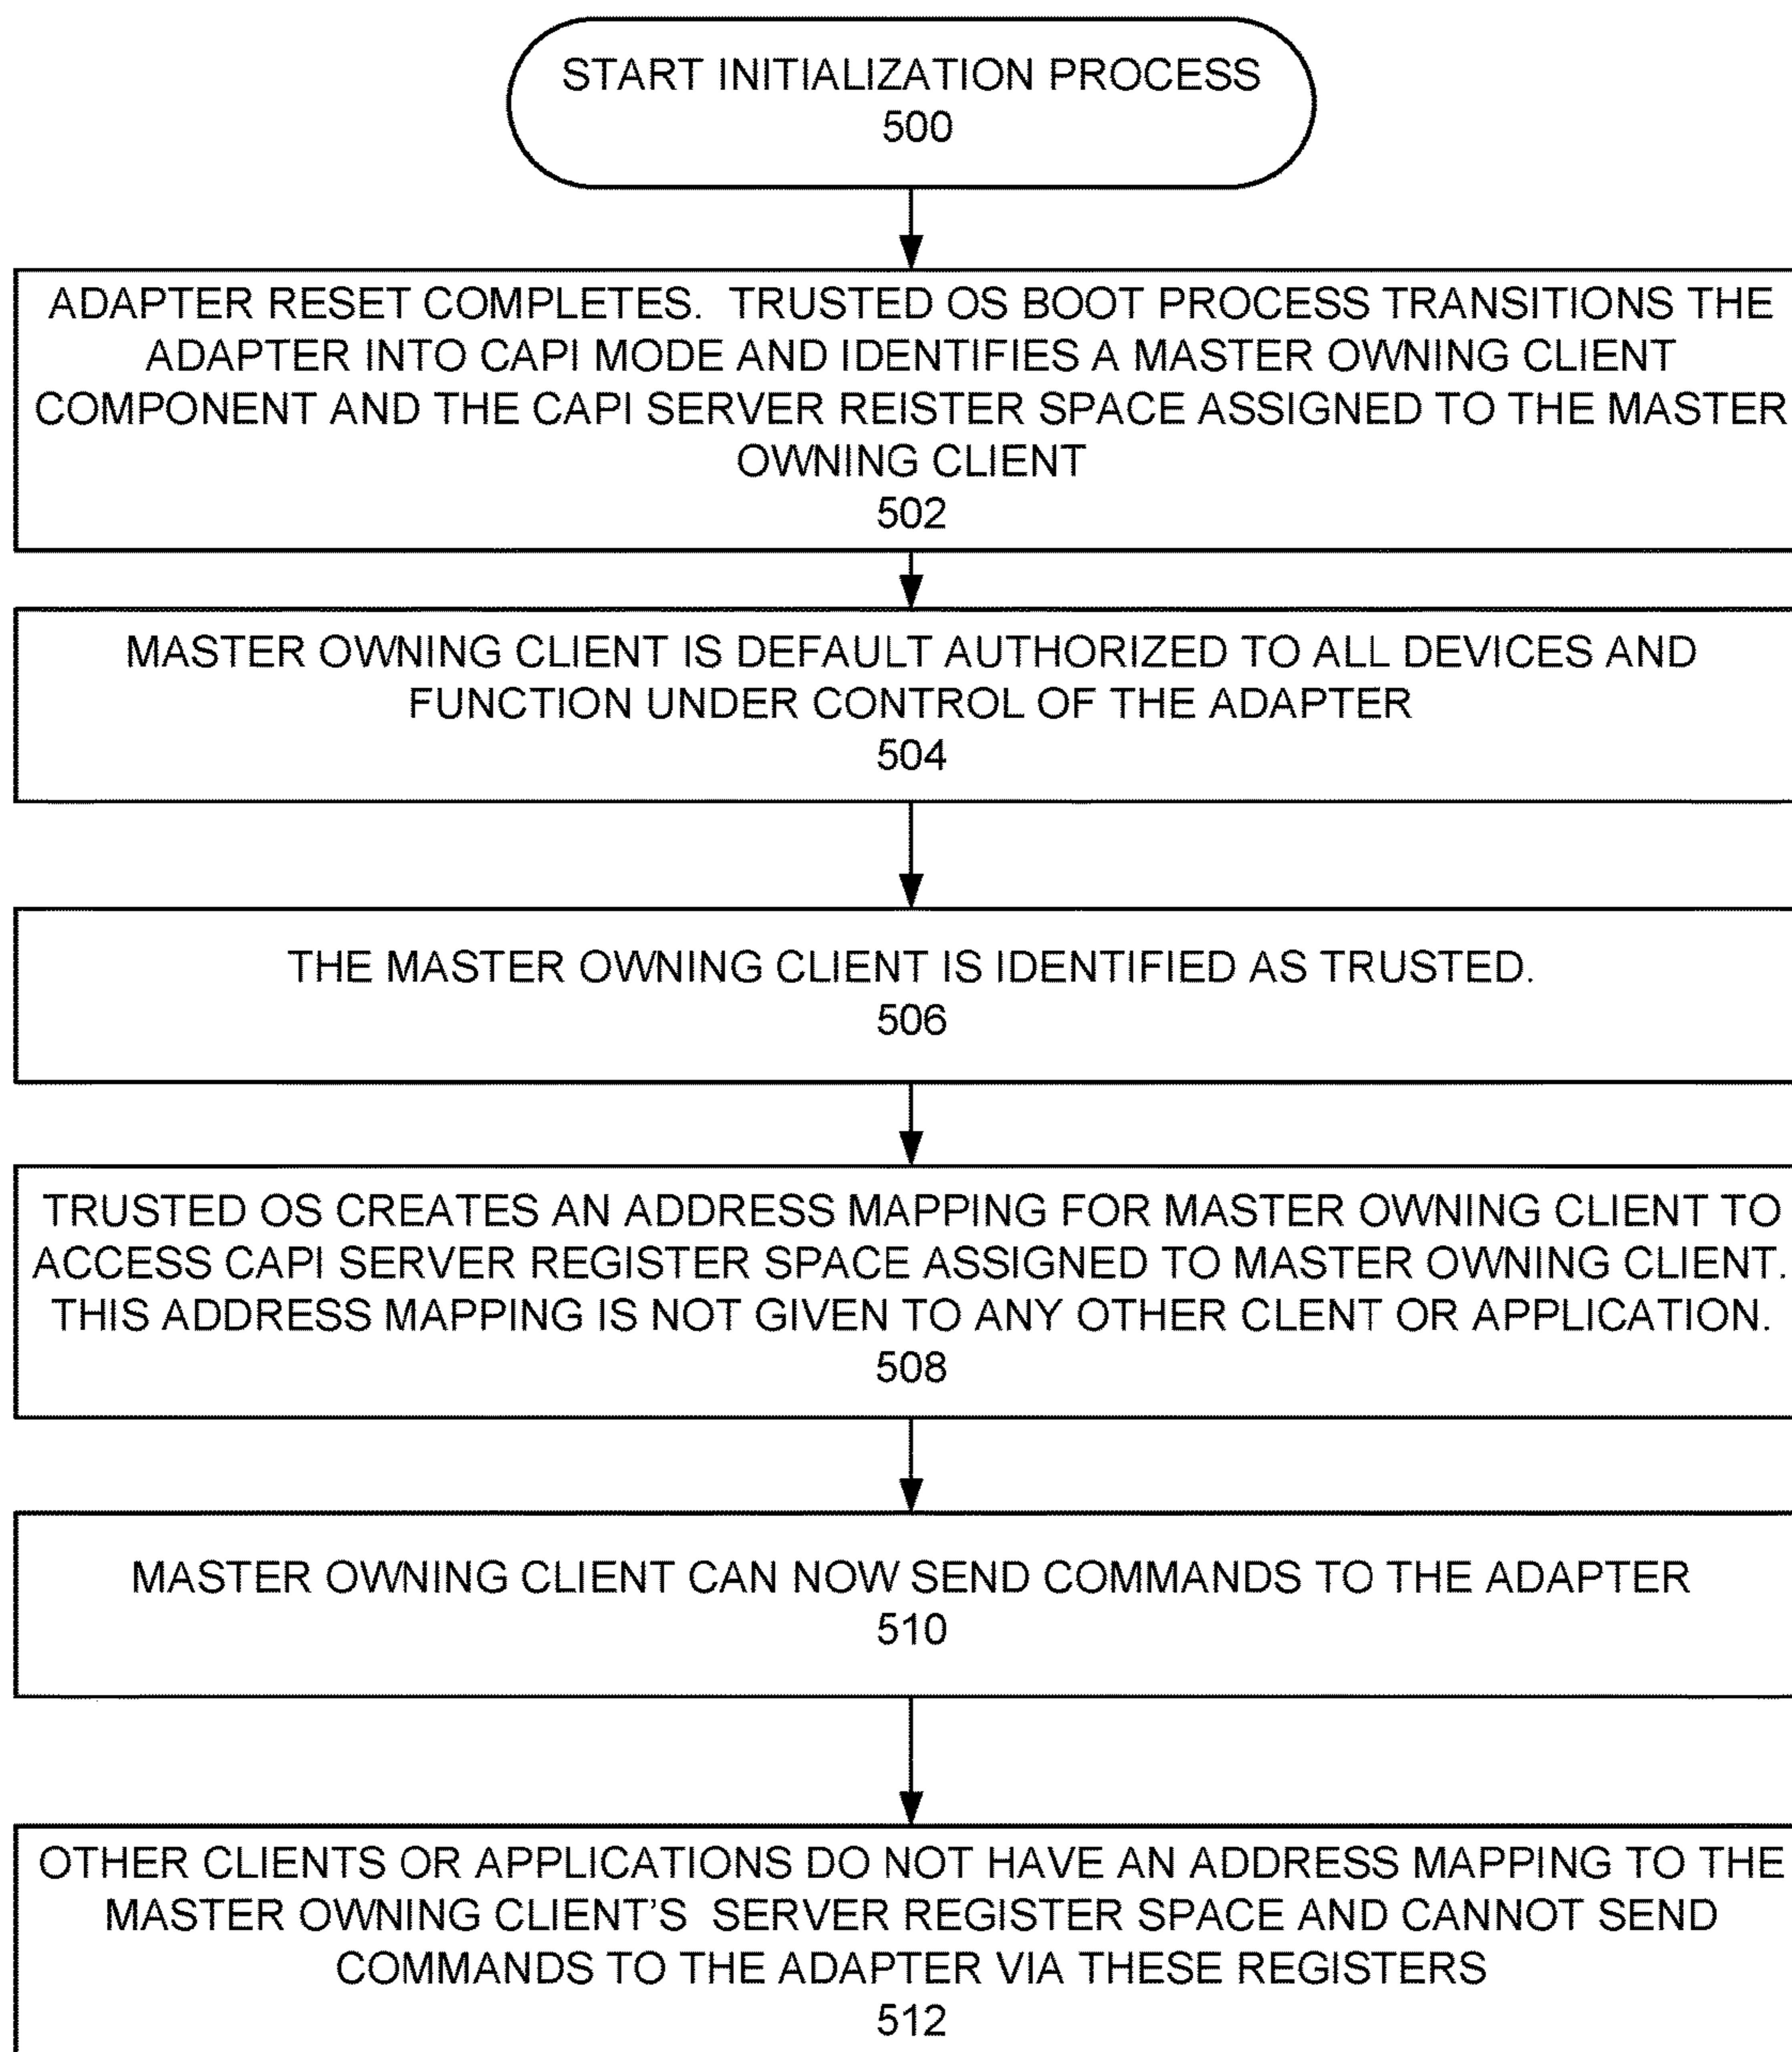 START INITIALIZATION PROCESS
500
ADAPTER RESET COMPLETES. TRUSTED OS BOOT PROCESS TRANSITIONS THE
ADAPTER INTO CAPI MODE AND IDENTIFIES A MASTER OWNING CLIENT
COMPONENT AND THE CAPI SERVER REISTER SPACE ASSIGNED TO THE MASTER
OWNING CLIENT
502
MASTER OWNING CLIENT IS DEFAULT AUTHORIZED TO ALL DEVICES AND
FUNCTION UNDER CONTROL OF THE ADAPTER
504
THE MASTER OWNING CLIENT IS IDENTIFIED AS TRUSTED.
506
TRUSTED OS CREATES AN ADDRESS MAPPING FOR MASTER OWNING CLIENT TO
ACCESS CAPI SERVER REGISTER SPACE ASSIGNED TO MASTER OWNING CLIENT.
THIS ADDRESS MAPPING IS NOT GIVEN TO ANY OTHER CLENT OR APPLICATION.
508
MASTER OWNING CLIENT CAN NOW SEND COMMANDS TO THE ADAPTER
510
OTHER CLIENTS OR APPLICATIONS DO NOT HAVE AN ADDRESS MAPPING TO THE
MASTER OWNING CLIENT'S SERVER REGISTER SPACE AND CANNOT SEND
COMMANDS TO THE ADAPTER VIA THESE REGISTERS
512